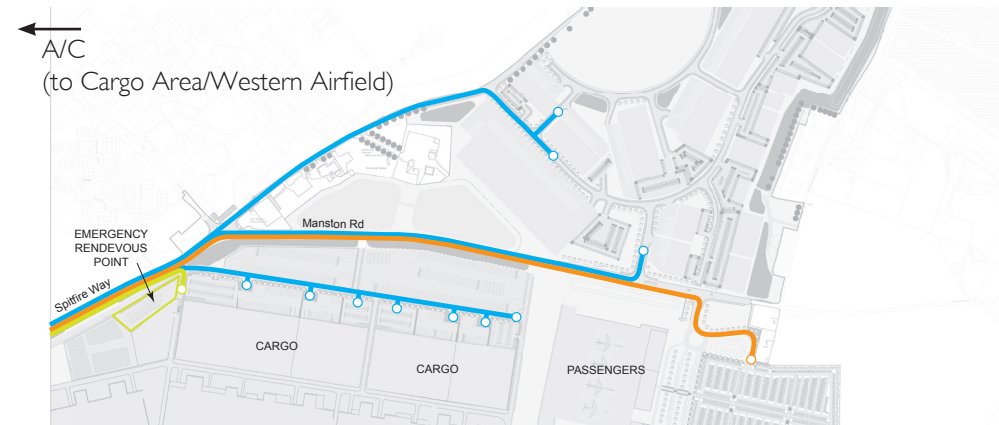 A/C
(to Cargo Area/Western Airfield)
Manston Rd
EMERGENCY
RENDEVOUS
POINT
Spitfire Way
CARGO
CARGO
PASSENGERS